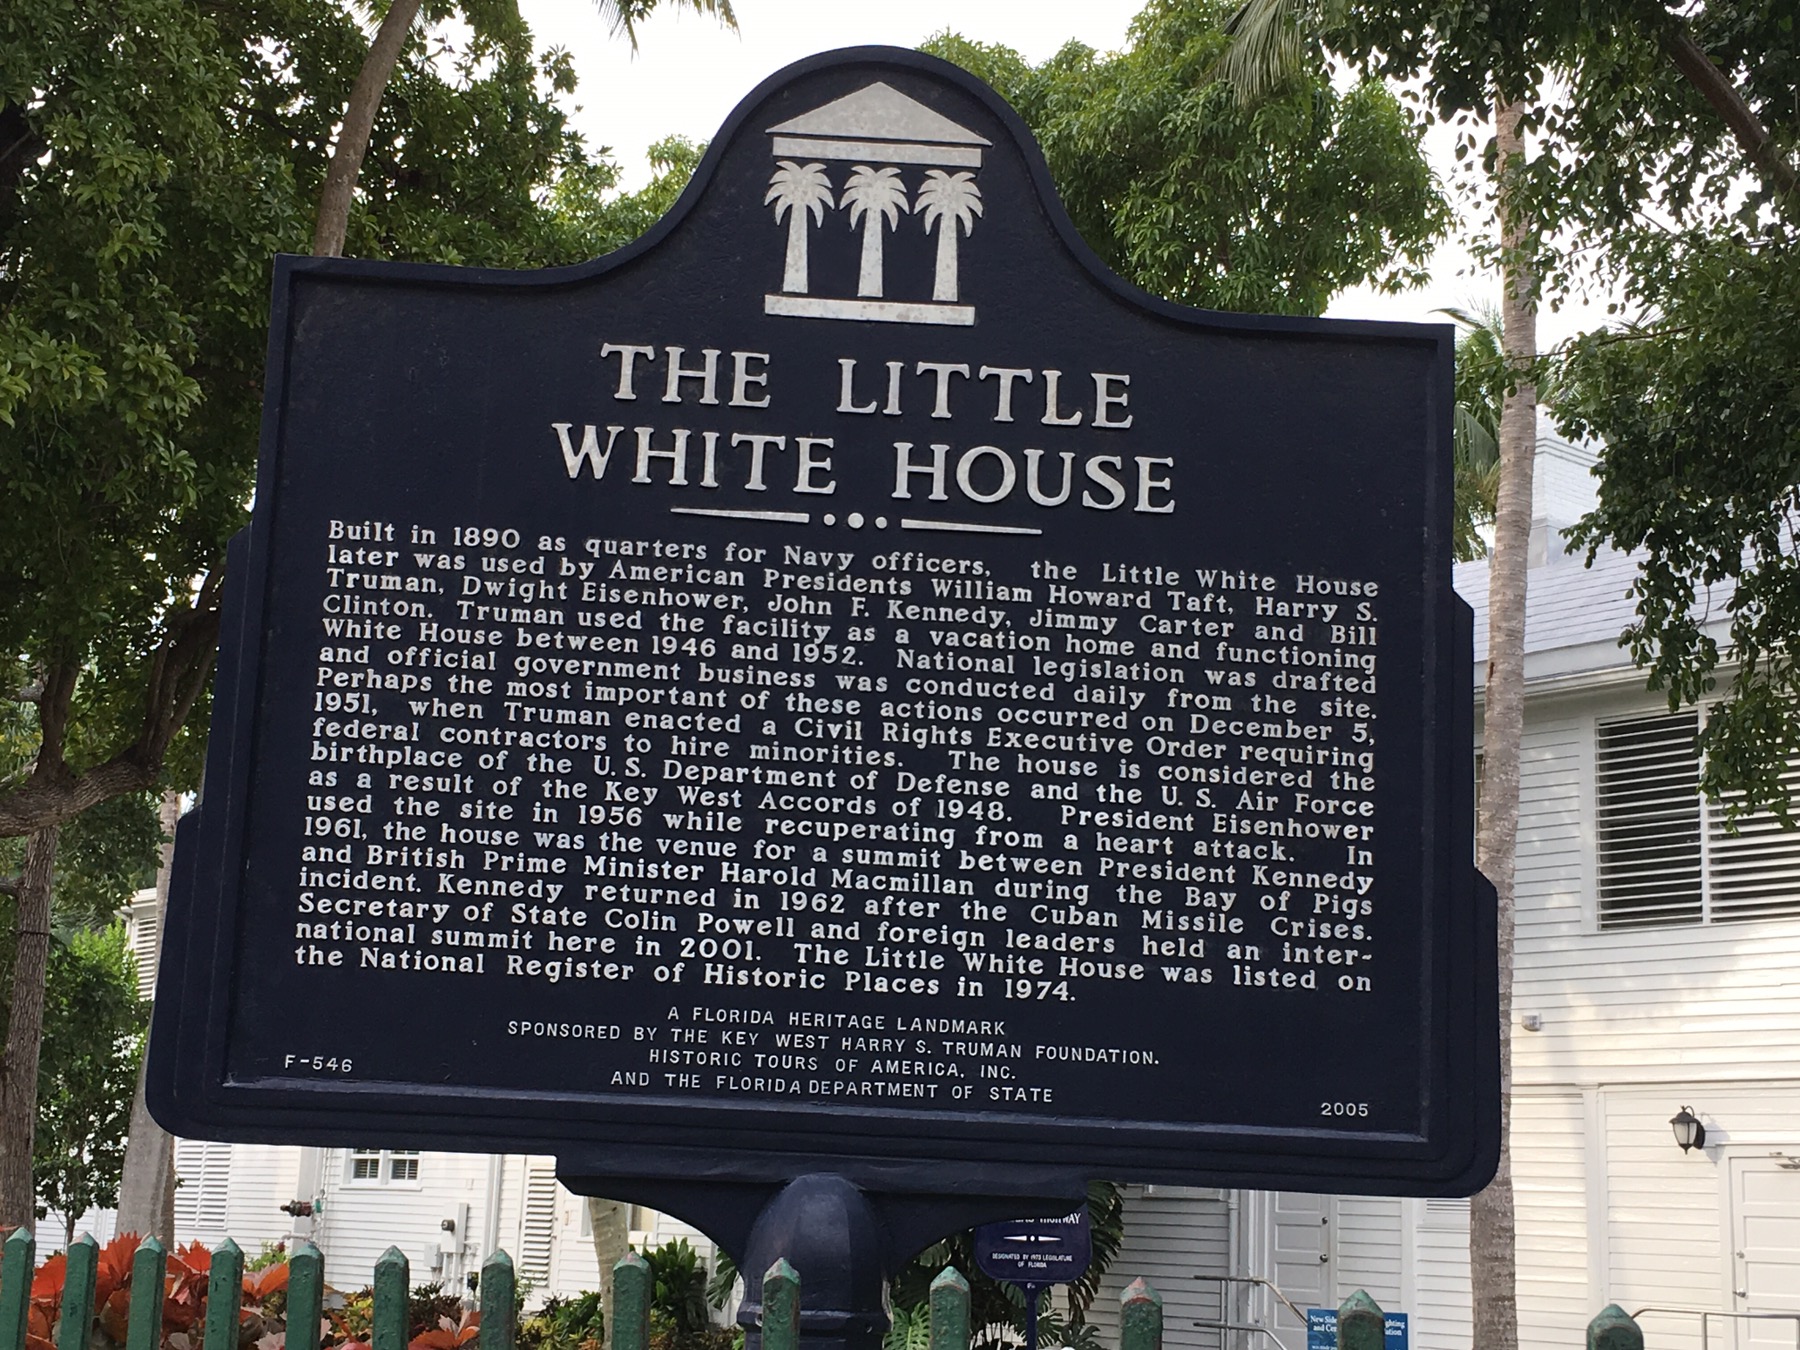 THE LITTLE
WHITE HOUSE
Built in 1890 as quarters for Navy officers, the Little White House
later was used by American Presidents William Howard Taft, Harry S.
Truman, Dwight Eisenhower, John F. Kennedy, Jimmy Carter and Bill
Clinton. Truman used the facility as a vacation home and functioning
White House between 1946 and 1952. National legislation was drafted
and official government business was conducted daily from the site.
Perhaps the most important of these actions occurred on December 5,
1951, when Truman enacted a Civil Rights Executive Order requiring
federal contractors to hire minorities. The house is considered the
birthplace of the U.S. Department of Defense and the U.S. Air Force
as a result of the Key West Accords of 1948. President Eisenhower
used the site in 1956 while recuperating from a heart attack. In
1961, the house was the venue for a summit between President Kennedy
and British Prime Minister Harold Macmillan during the Bay of Pigs
incident. Kennedy returned in 1962 after the Cuban Missile Crises.
Secretary of State Colin Powell and foreign leaders held an inter-
national summit here in 2001. The Little White House was listed on
the National Register of Historic Places in 1974.
A FLORIDA HERITAGE LANDMARK
SPONSORED BY THE KEY WEST HARRY S. TRUMAN FOUNDATION.
HISTORIC TOURS OF AMERICA, INC.
AND THE FLORIDA DEPARTMENT OF STATE
F-546
2005
HIGHWAY
DESIGNATED BY 1973 LEGISLATURE
OF FLORIDA
New
and